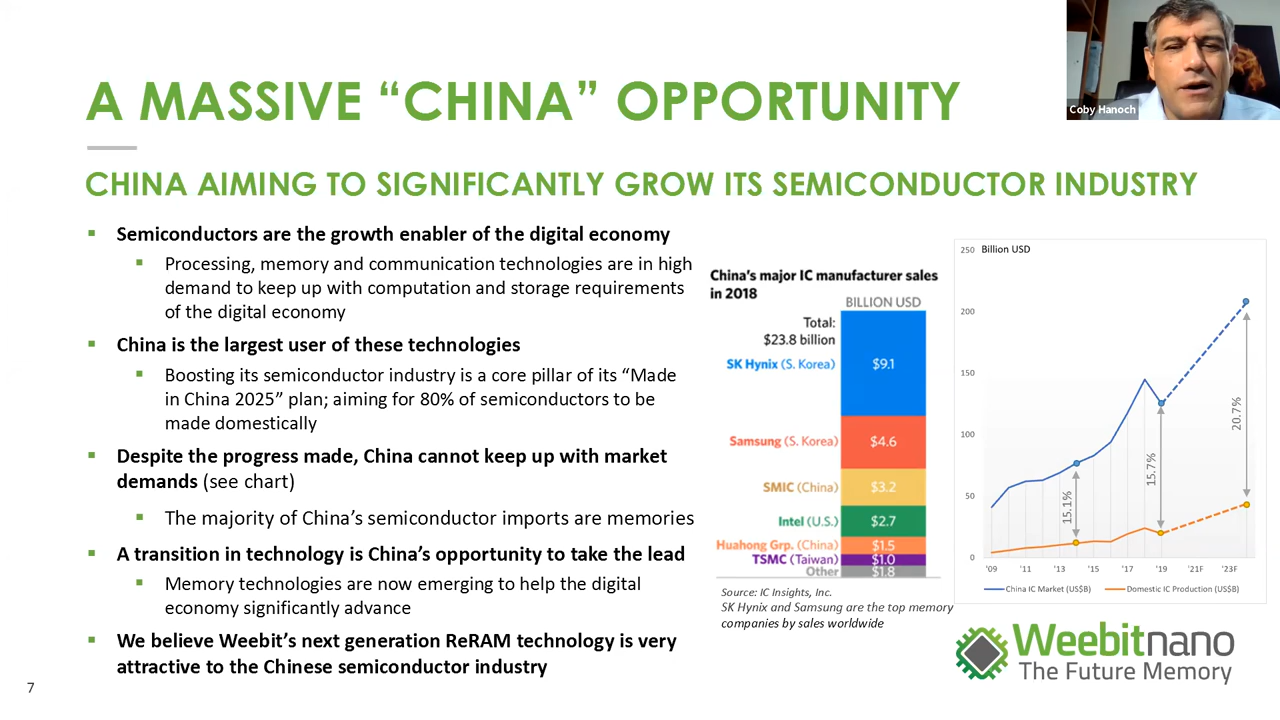 A MASSIVE “CHINA” OPPORTUNITY
Coby Hanoch
CHINA AIMING TO SIGNIFICANTLY GROW ITS SEMICONDUCTOR INDUSTRY
Semiconductors are the growth enabler of the digital economy
Processing, memory and communication technologies are in high
demand to keep up with computation and storage requirements
of the digital economy
China is the largest user of these technologies
Boosting its semiconductor industry is a core pillar of its “Made
in China 2025” plan; aiming for 80% of semiconductors to be
made domestically
Despite the progress made, China cannot keep up with market
demands (see chart)
The majority of China’s semiconductor imports are memories
A transition in technology is China’s opportunity to take the lead
Memory technologies are now emerging to help the digital
economy significantly advance
We believe Weebit’s next generation ReRAM technology is very
attractive to the Chinese semiconductor industry
China’s major IC manufacturer sales
in 2018
BILLION USD
Total:
$23.8 billion
SK Hynix (S. Korea) $9.1
Samsung (S. Korea) $4.6
SMIC (China) $3.2
Intel (U.S.) $2.7
Huahong Grp. (China) $1.5
TSMC (Taiwan) $1.0
Other $1.8
Source: IC Insights, Inc.
SK Hynix and Samsung are the top memory
companies by sales worldwide
250 Billion USD
200
150
100
50
0
15.1%
15.7%
20.7%
'09 '11 '13 '15 '17 '19 '21F '23F
China IC Market (US$B) Domestic IC Production (US$B)
Weebitnano
The Future Memory
7